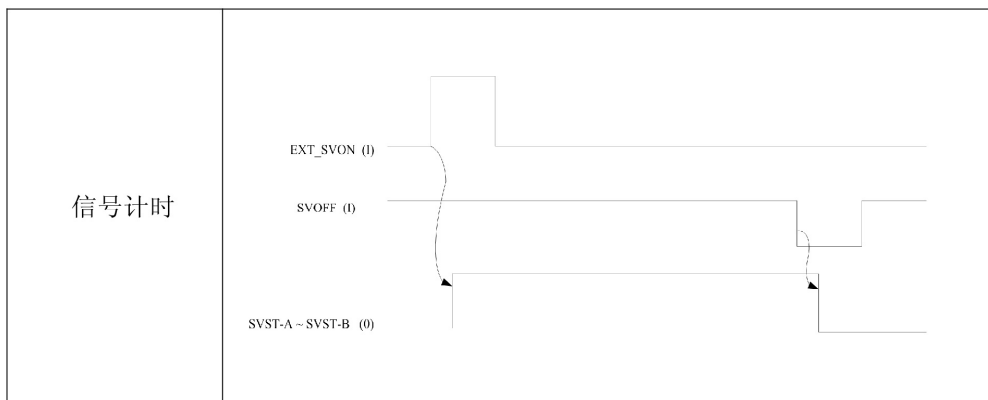 信号计时
EXT_SVON (I)
SVOFF (I)
SVST-A ~ SVST-B (0)